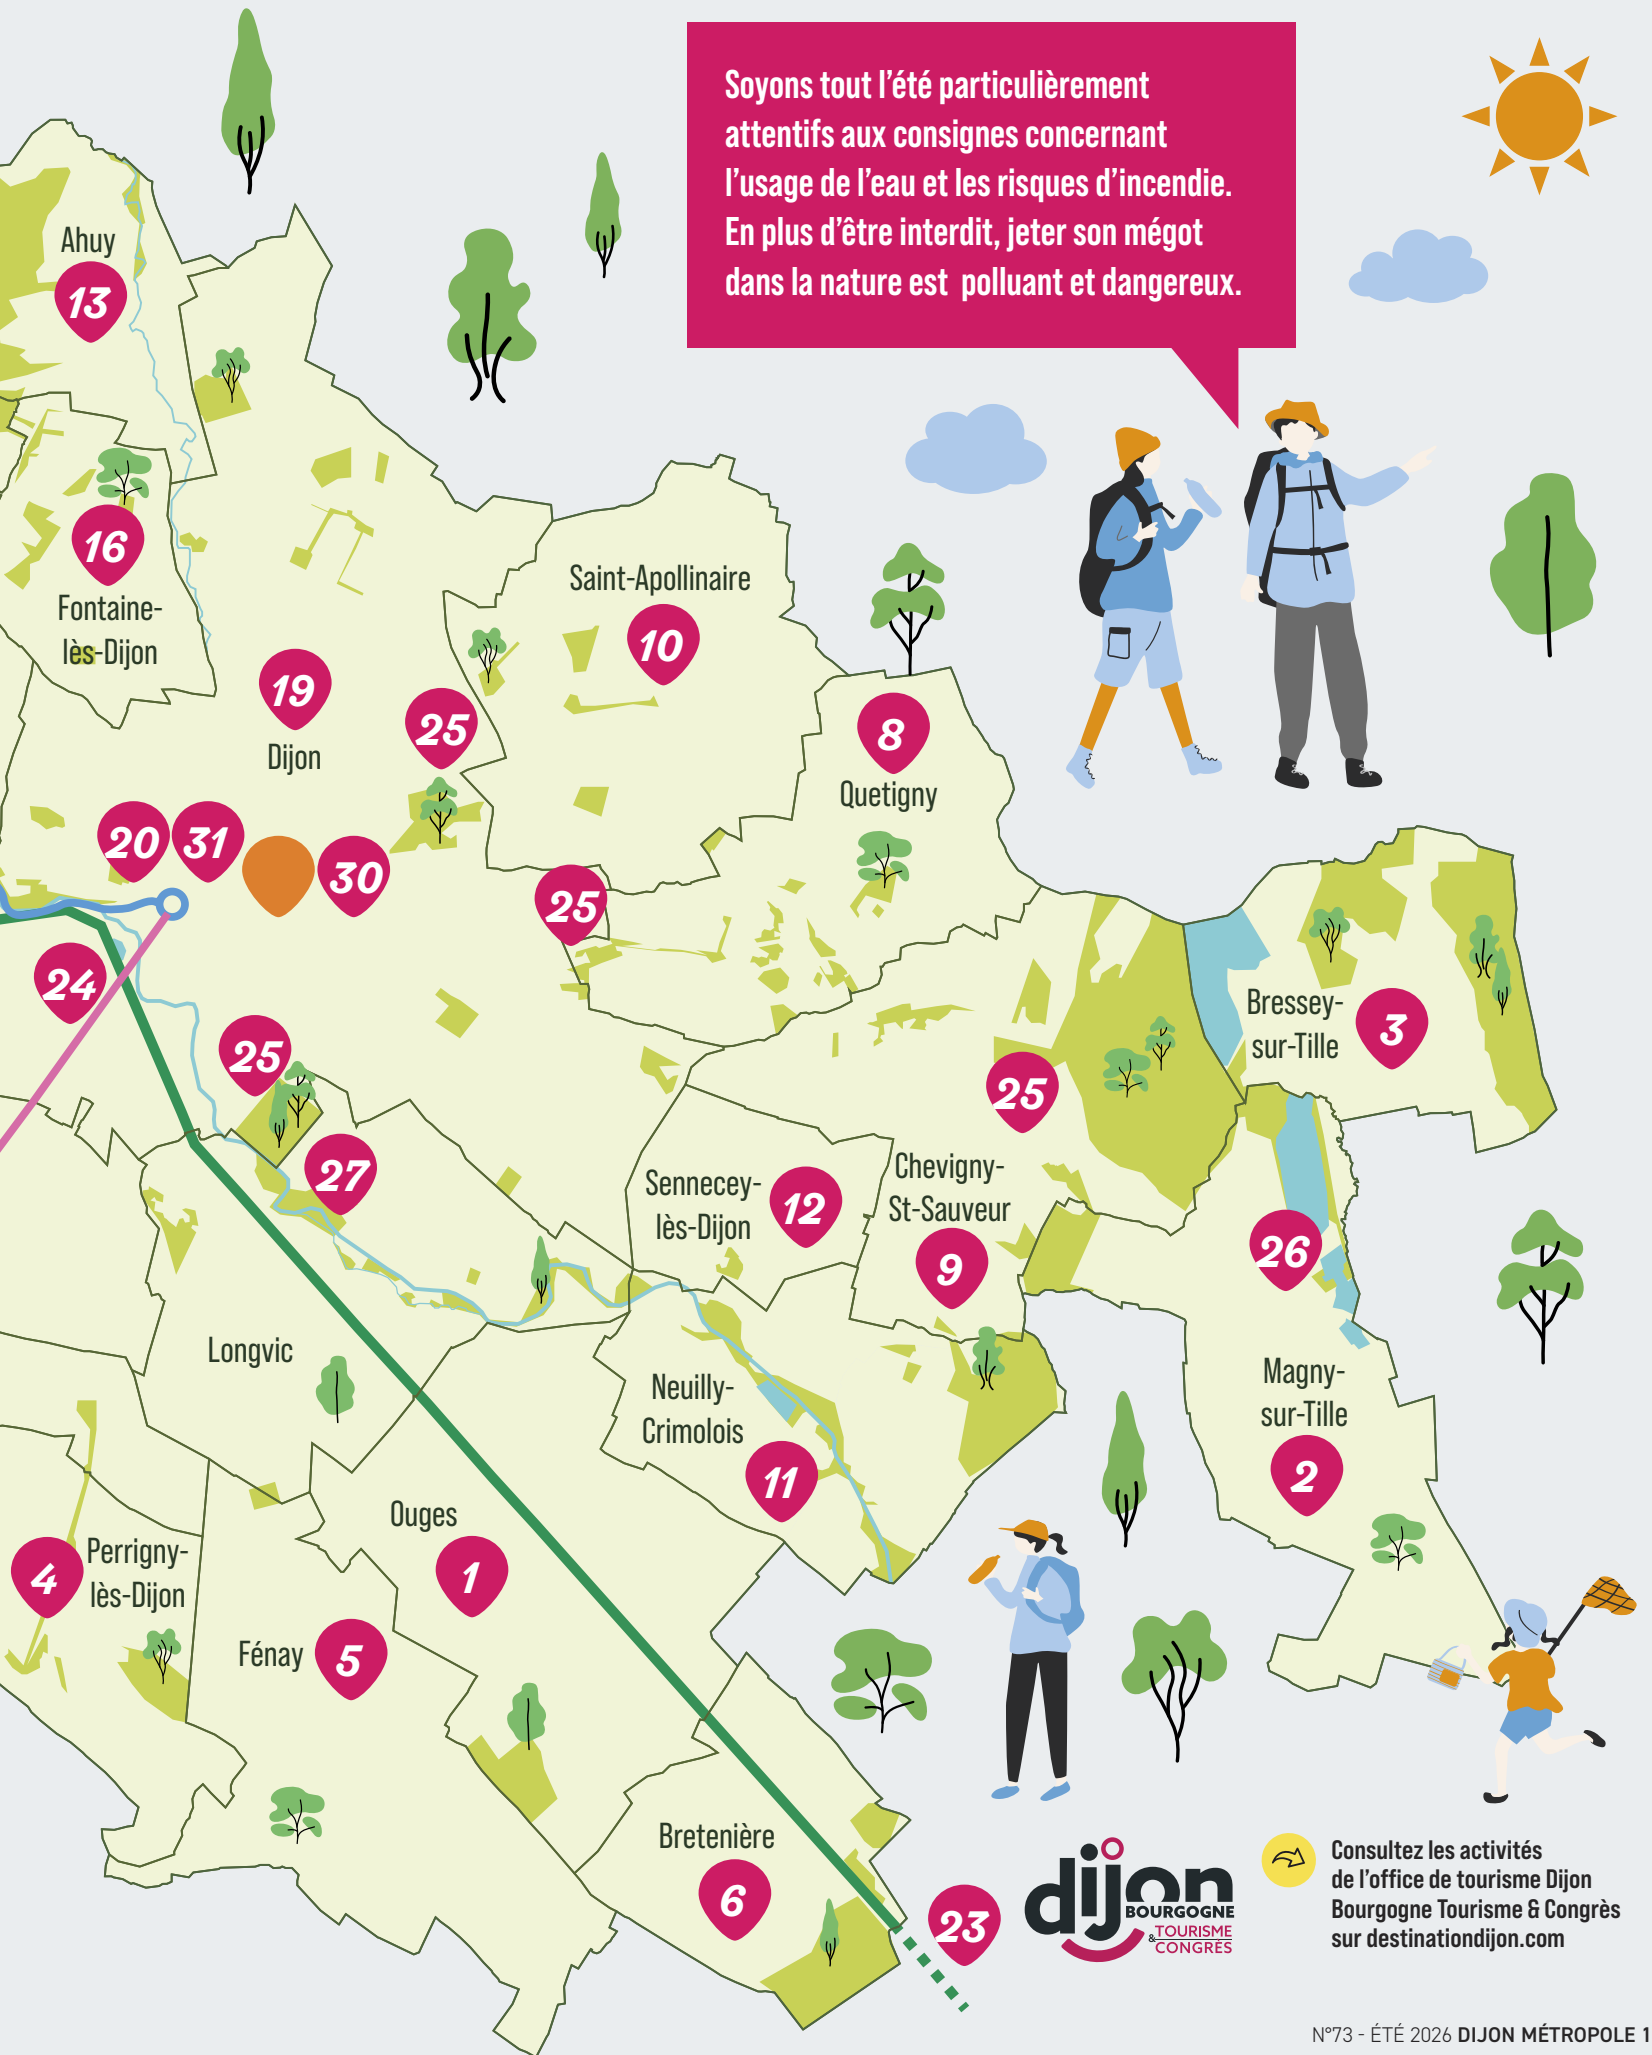 Soyons tout l'été particulièrement
attentifs aux consignes concernant
l'usage de l'eau et les risques d'incendie.
En plus d'être interdit, jeter son mégot
dans la nature est polluant et dangereux.
Ahuy
13
16
Fontaine-
lès-Dijon
Saint-Apollinaire
10
19
Dijon
25
8
Quetigny
20
31
30
25
24
Bressey-
sur-Tille
3
25
25
27
Sennecey-
lès-Dijon
12
Chevigny-
St-Sauveur
9
26
Longvic
Neuilly-
Crimolois
11
Magny-
sur-Tille
2
Ouges
1
4
Perrigny-
lès-Dijon
Fénay
5
Bretenière
6
23
dijon
BOURGOGNE
TOURISME
& CONGRÈS
Consultez les activités
de l'office de tourisme Dijon
Bourgogne Tourisme & Congrès
sur destinationdijon.com
N°73 - ÉTÉ 2026 DIJON MÉTROPOLE 1